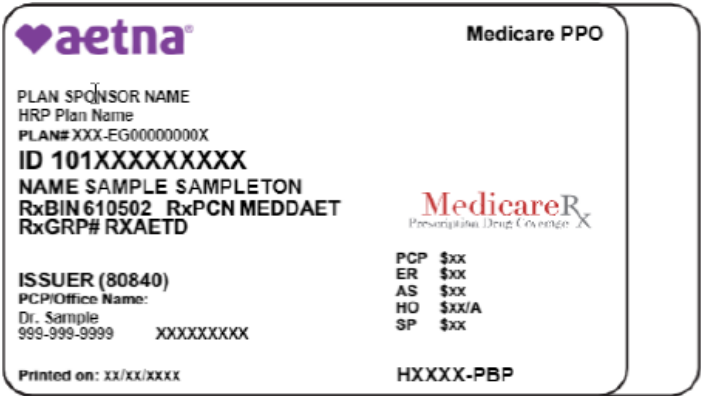 aetna®
Medicare PPO
PLAN SPONSOR NAME
HRP Plan Name
PLAN# XXX-EG00000000X
ID 101XXXXXXXXX
NAME SAMPLE SAMPLETON
RxBIN 610502 RxPCN MEDDAET
RxGRP# RXAETD
MedicareRx
Prescription Drug Coverage X
ISSUER (80840)
PCP/Office Name:
Dr. Sample
999-999-9999 XXXXXXXXX
PCP $xx
ER $xx
AS $xx
HO $xx/A
SP $xx
Printed on: xx/xx/xxxx
HXXXX-PBP